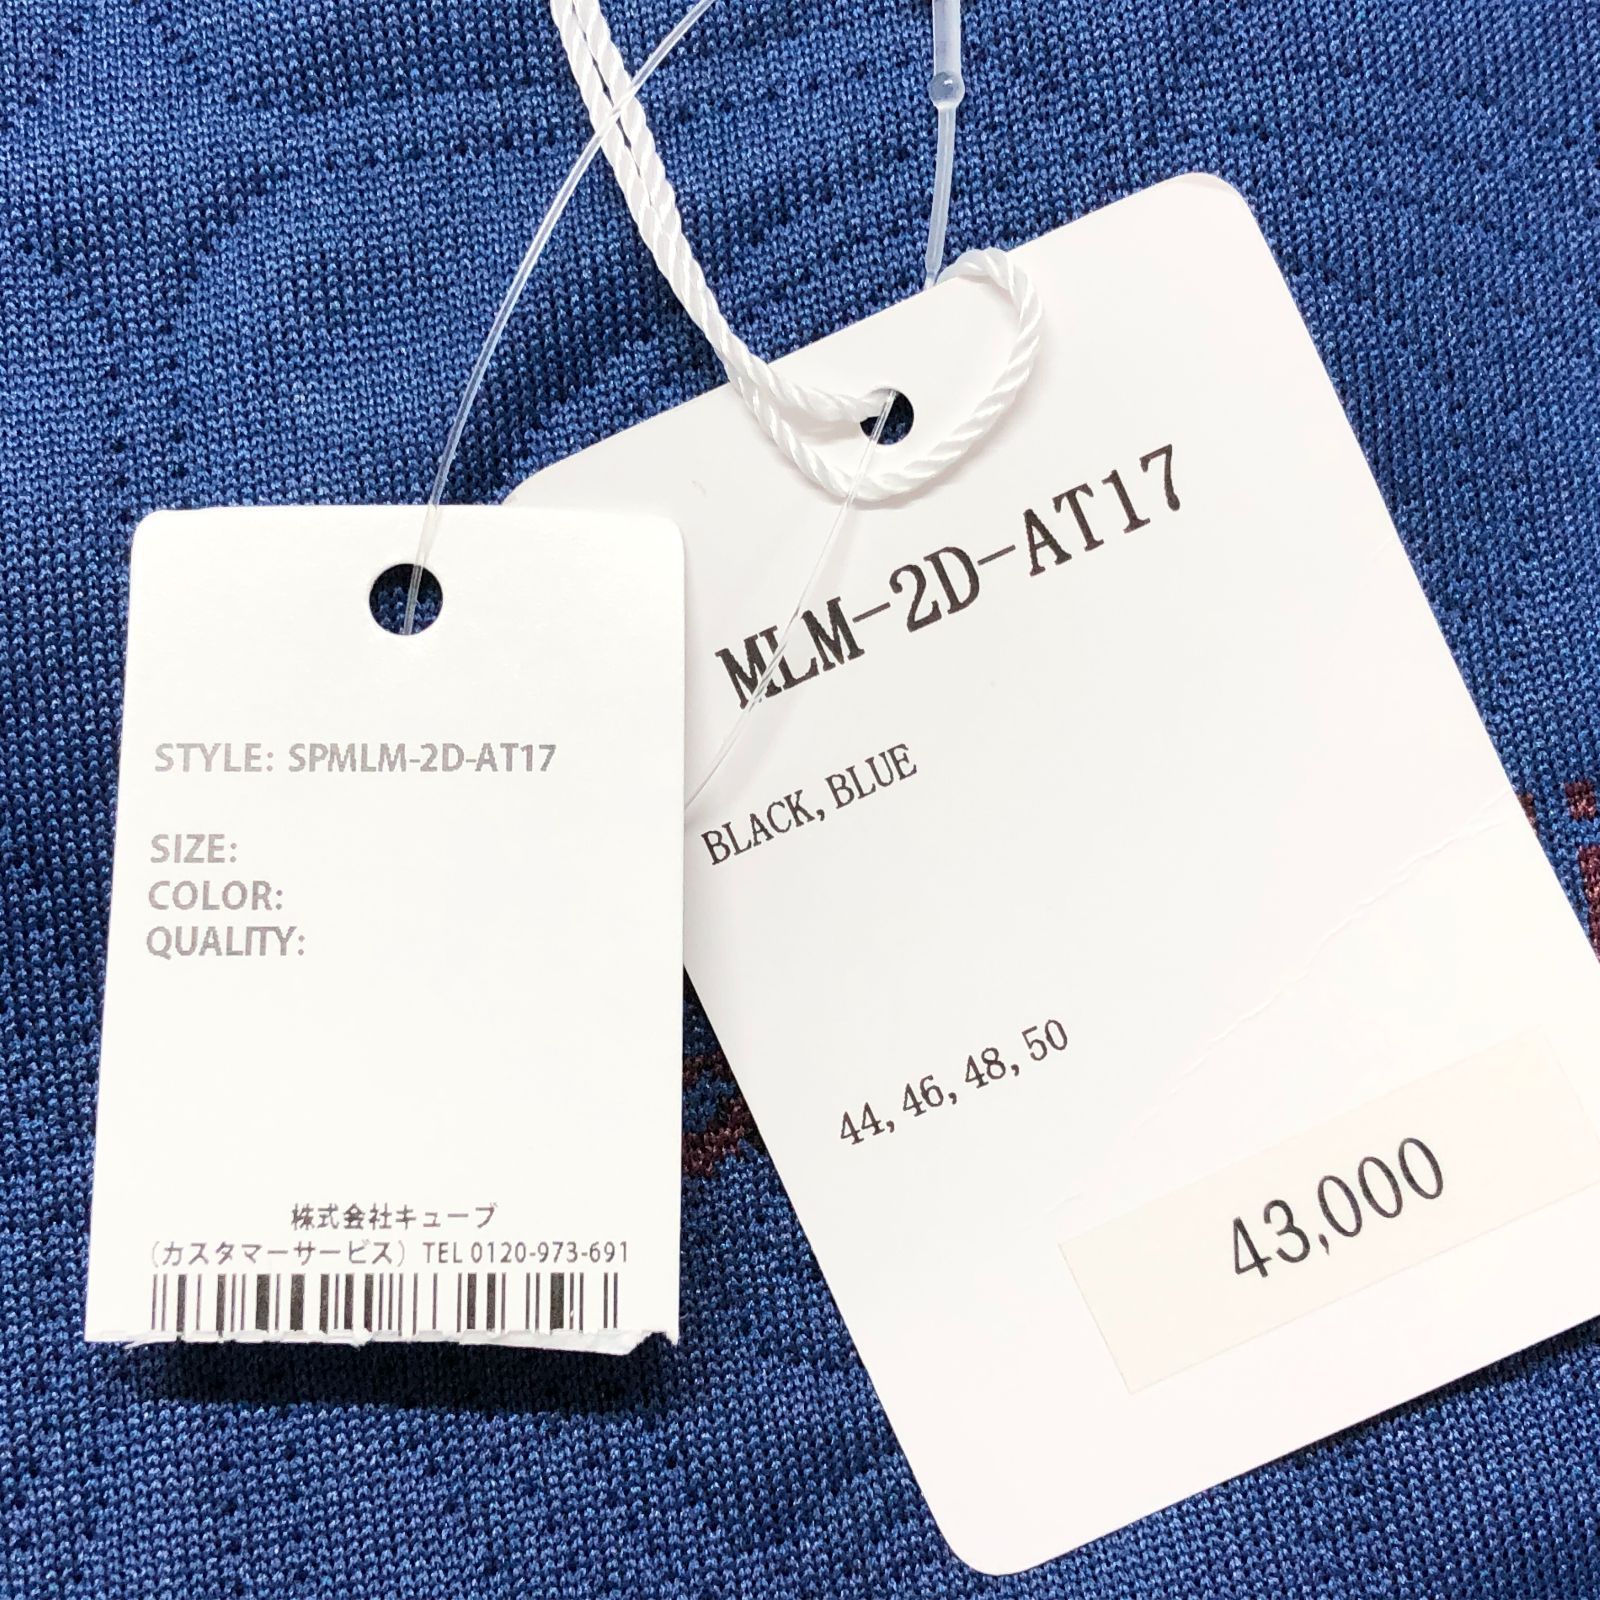 STYLE: SPMLM-2D-AT17
SIZE:
COLOR:
QUALITY:
株式会社キューブ
（カスタマーサービス）TEL 0120-973-691
MLM-2D-AT17
BLACK, BLUE
44, 46, 48, 50
43,000